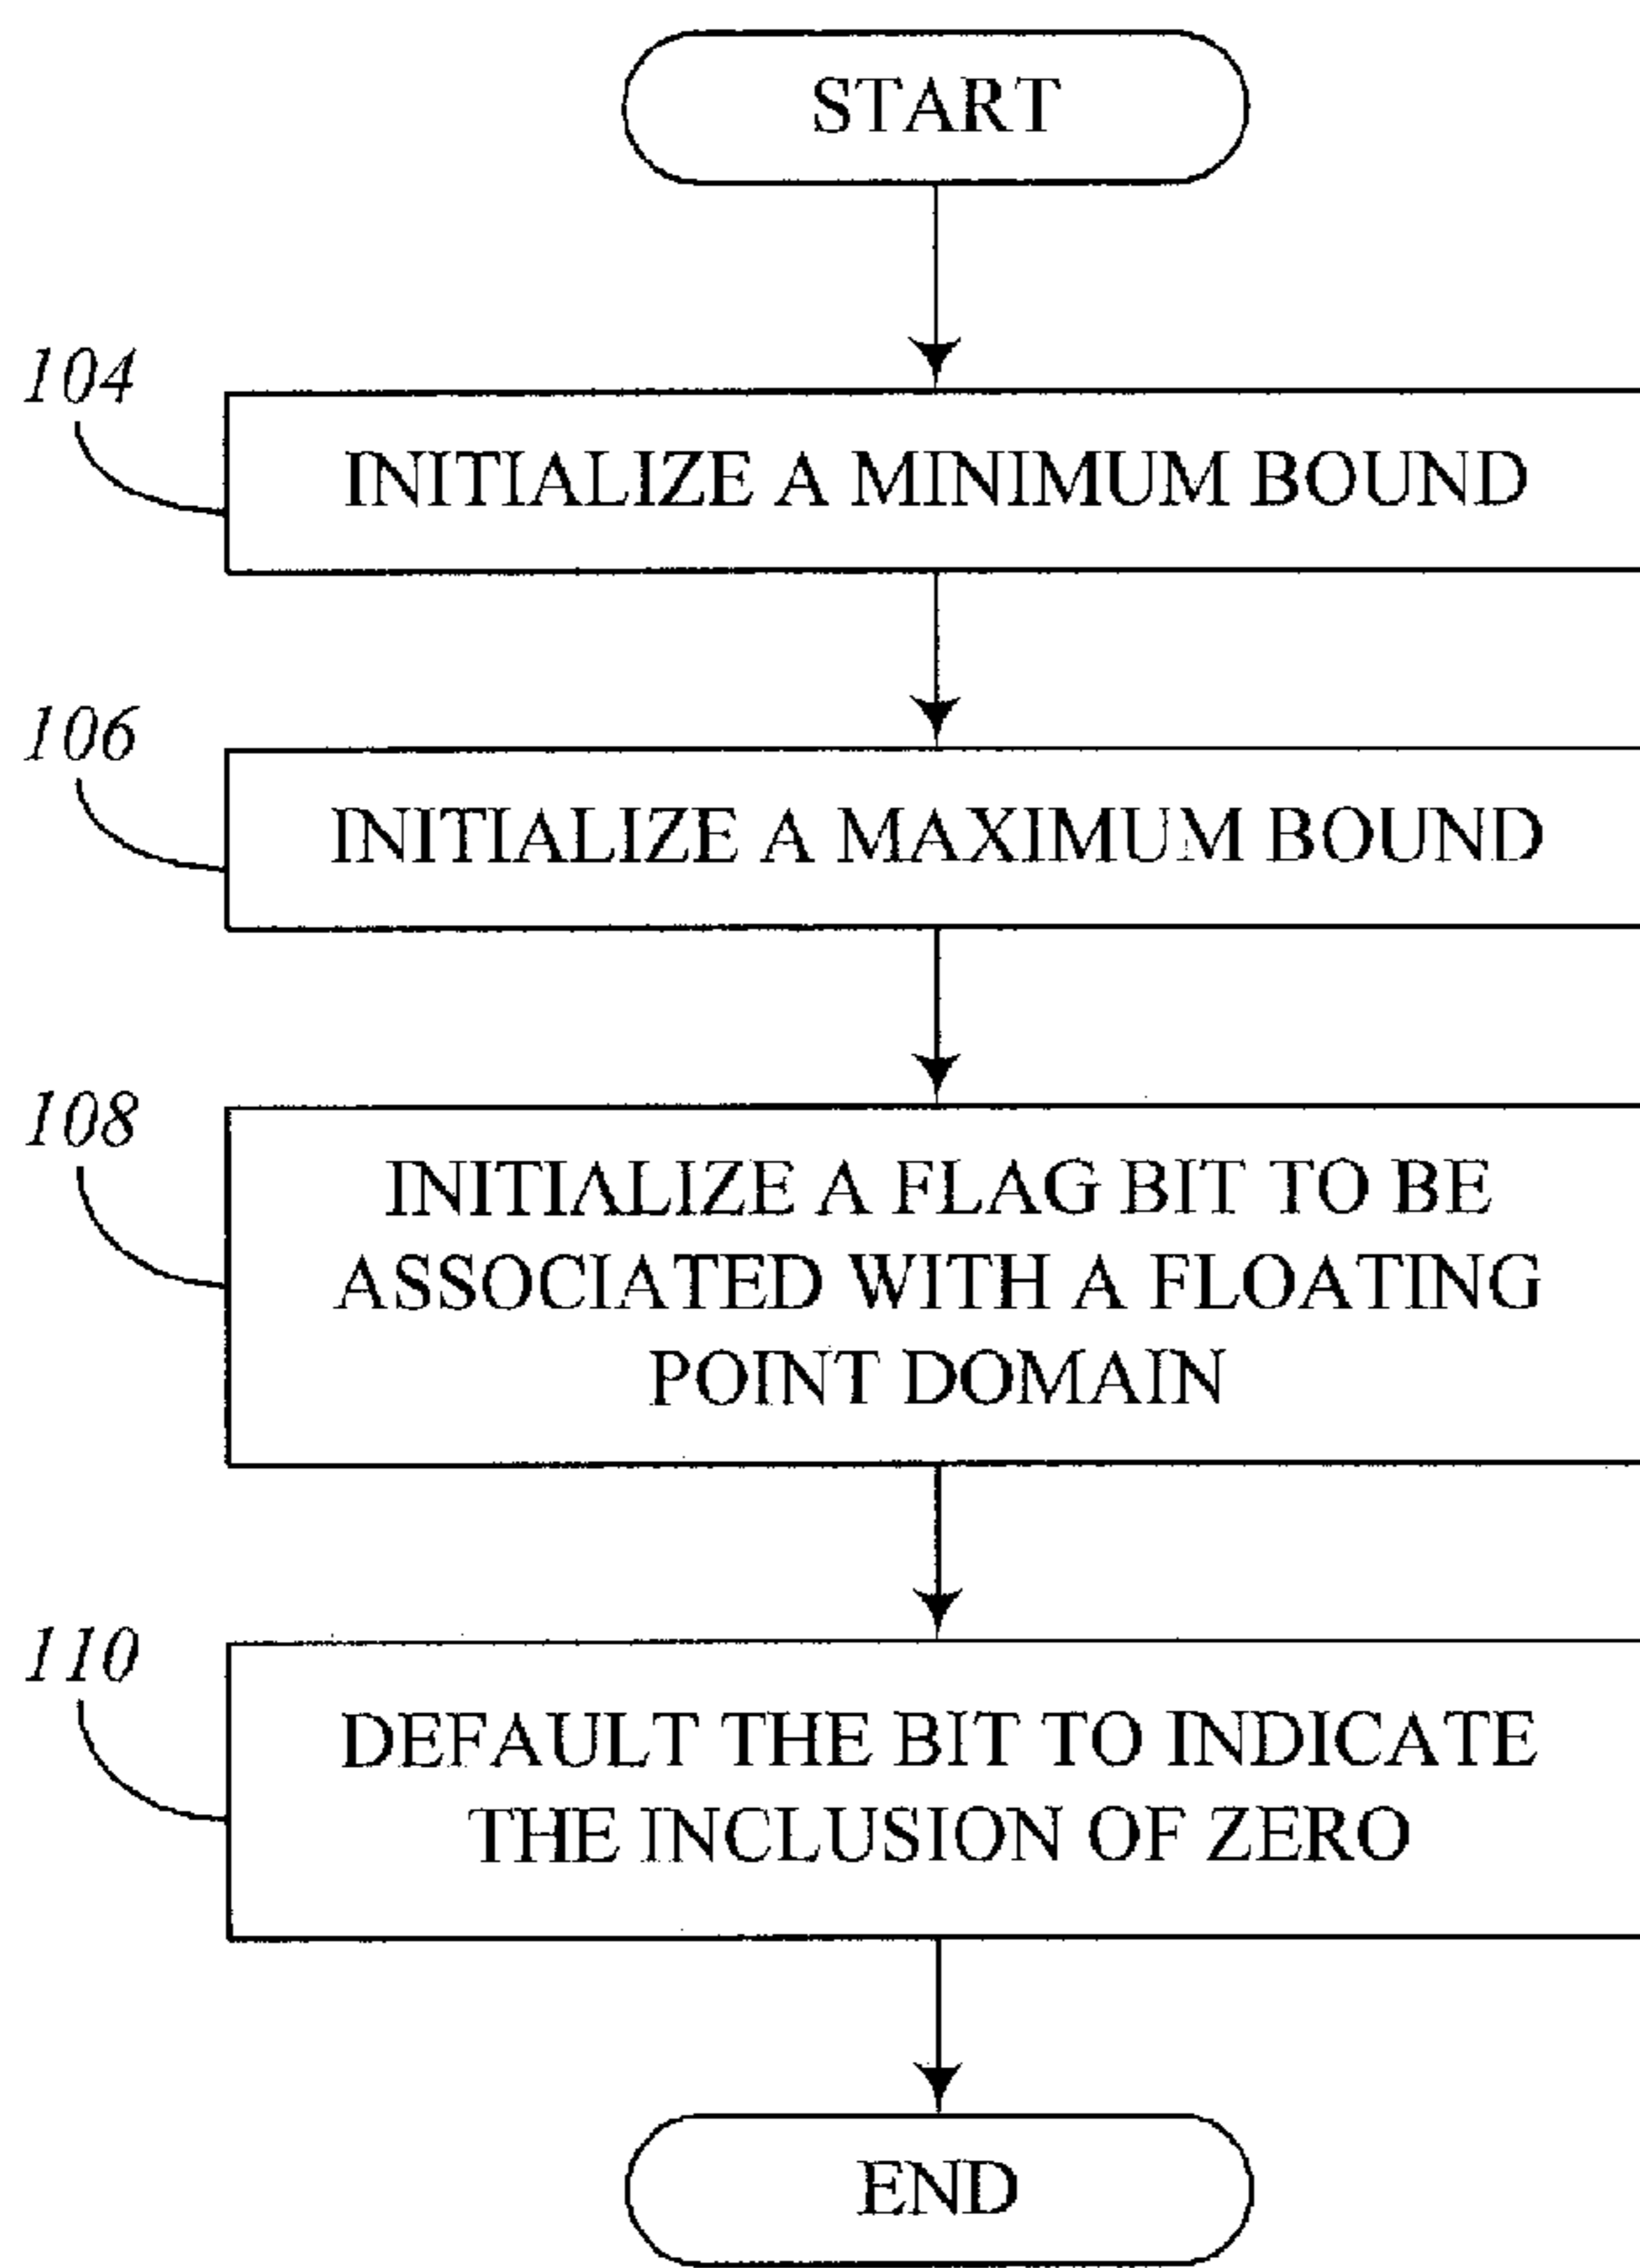 START
104
INITIALIZE A MINIMUM BOUND
106
INITIALIZE A MAXIMUM BOUND
108
INITIALIZE A FLAG BIT TO BE
ASSOCIATED WITH A FLOATING
POINT DOMAIN
110
DEFAULT THE BIT TO INDICATE
THE INCLUSION OF ZERO
END